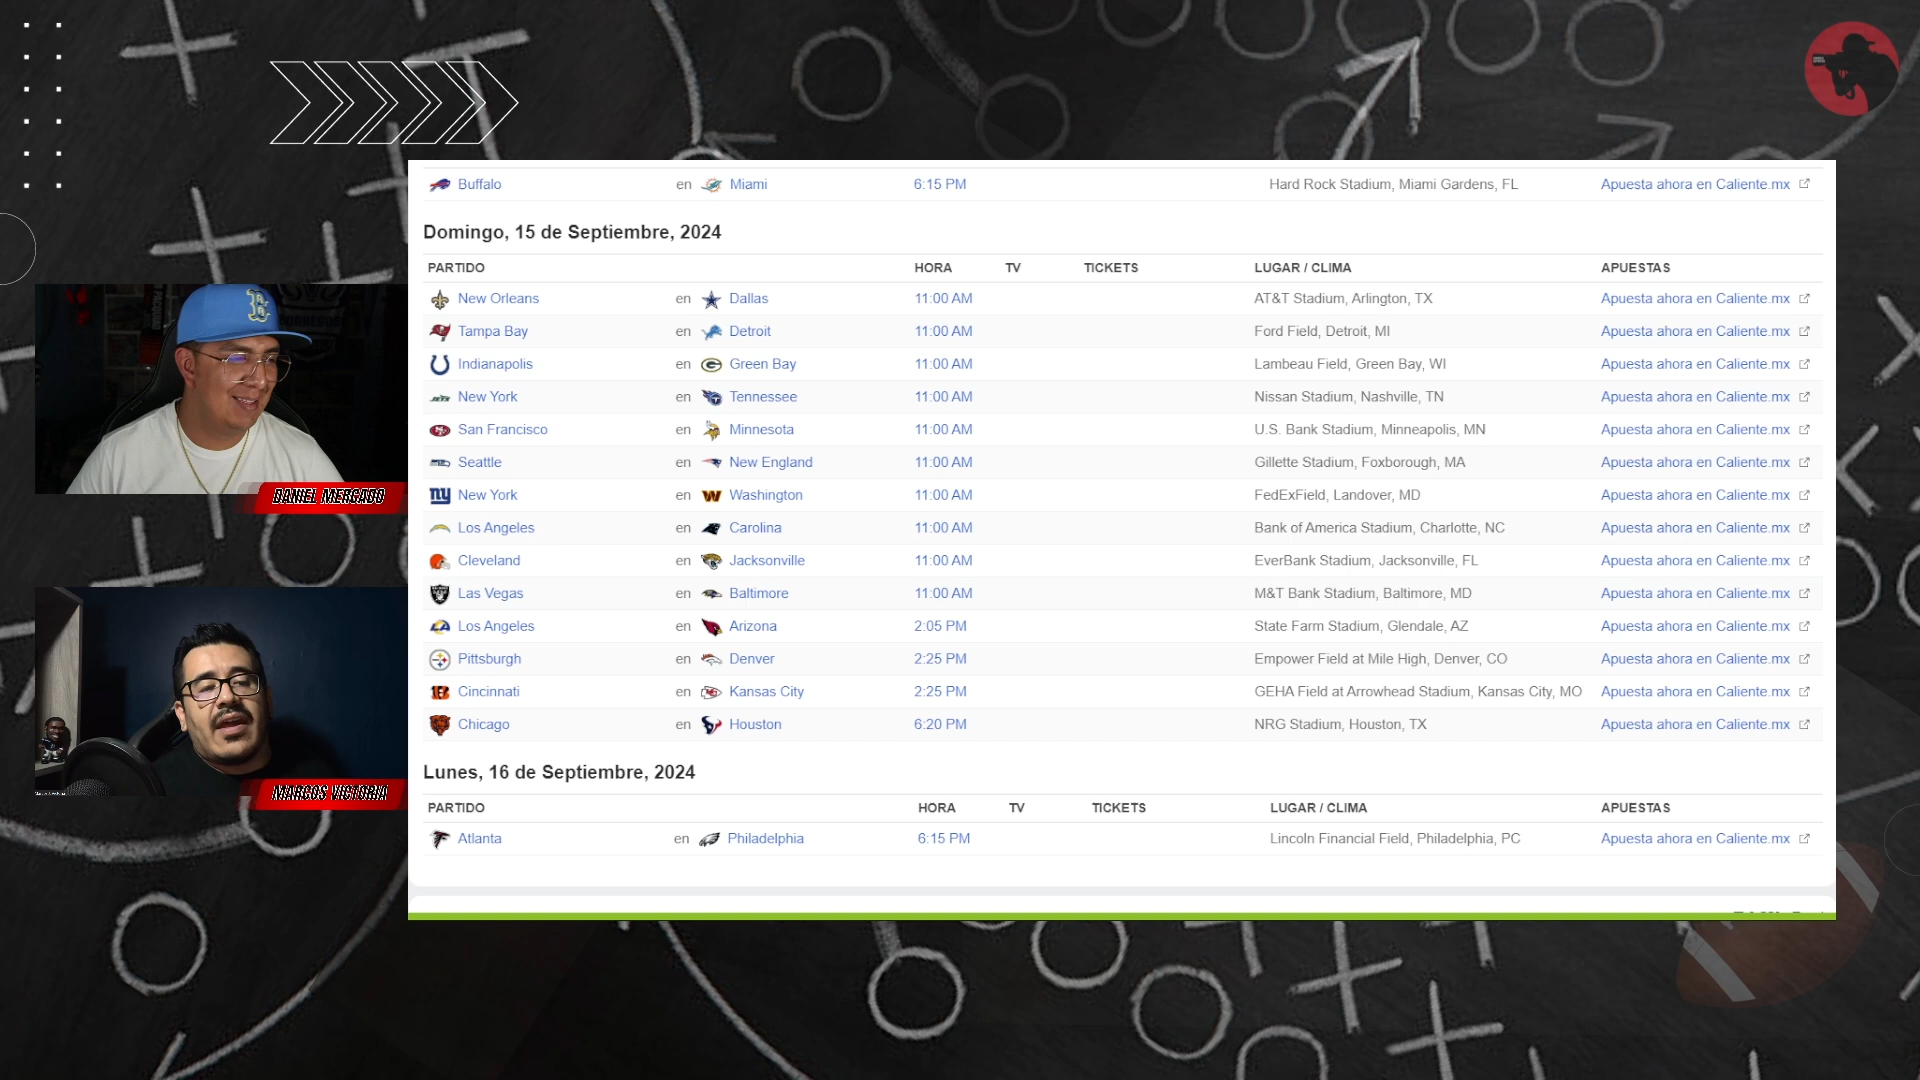 Buffalo en Miami 6:15 PM Hard Rock Stadium, Miami Gardens, FL Apuesta ahora en Caliente.mx
Domingo, 15 de Septiembre, 2024
PARTIDO HORA TV TICKETS LUGAR / CLIMA APUESTAS
New Orleans en Dallas 11:00 AM AT&T Stadium, Arlington, TX Apuesta ahora en Caliente.mx
Tampa Bay en Detroit 11:00 AM Ford Field, Detroit, MI Apuesta ahora en Caliente.mx
Indianapolis en Green Bay 11:00 AM Lambeau Field, Green Bay, WI Apuesta ahora en Caliente.mx
New York en Tennessee 11:00 AM Nissan Stadium, Nashville, TN Apuesta ahora en Caliente.mx
San Francisco en Minnesota 11:00 AM U.S. Bank Stadium, Minneapolis, MN Apuesta ahora en Caliente.mx
Seattle en New England 11:00 AM Gillette Stadium, Foxborough, MA Apuesta ahora en Caliente.mx
New York en Washington 11:00 AM FedExField, Landover, MD Apuesta ahora en Caliente.mx
Los Angeles en Carolina 11:00 AM Bank of America Stadium, Charlotte, NC Apuesta ahora en Caliente.mx
Cleveland en Jacksonville 11:00 AM EverBank Stadium, Jacksonville, FL Apuesta ahora en Caliente.mx
Las Vegas en Baltimore 11:00 AM M&T Bank Stadium, Baltimore, MD Apuesta ahora en Caliente.mx
Los Angeles en Arizona 2:05 PM State Farm Stadium, Glendale, AZ Apuesta ahora en Caliente.mx
Pittsburgh en Denver 2:25 PM Empower Field at Mile High, Denver, CO Apuesta ahora en Caliente.mx
Cincinnati en Kansas City 2:25 PM GEHA Field at Arrowhead Stadium, Kansas City, MO Apuesta ahora en Caliente.mx
Chicago en Houston 6:20 PM NRG Stadium, Houston, TX Apuesta ahora en Caliente.mx
Lunes, 16 de Septiembre, 2024
PARTIDO HORA TV TICKETS LUGAR / CLIMA APUESTAS
Atlanta en Philadelphia 6:15 PM Lincoln Financial Field, Philadelphia, PC Apuesta ahora en Caliente.mx
DANIEL MERCADO
MARCOS VICTORIA